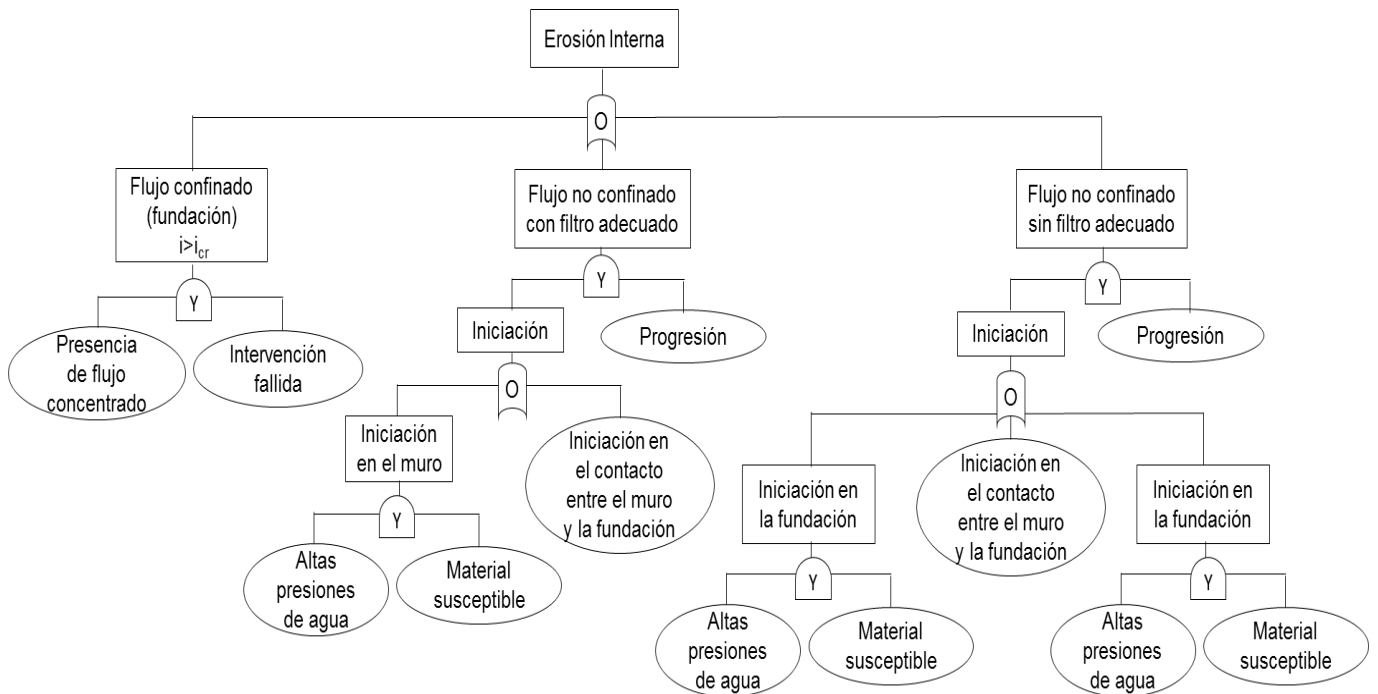 Erosión Interna
O
Flujo confinado
(fundación)
i>icr
Flujo no confinado
con filtro adecuado
Flujo no confinado
sin filtro adecuado
Y
Y
Y
Presencia
de flujo
concentrado
Intervención
fallida
Iniciación
Progresión
Iniciación
Progresión
O
O
Iniciación
en el muro
Iniciación en
el contacto
entre el muro
y la fundación
Iniciación en
la fundación
Iniciación en
el contacto
entre el muro
y la fundación
Iniciación en
la fundación
Y
Y
Y
Altas
presiones
de agua
Material
susceptible
Altas
presiones
de agua
Material
susceptible
Altas
presiones
de agua
Material
susceptible